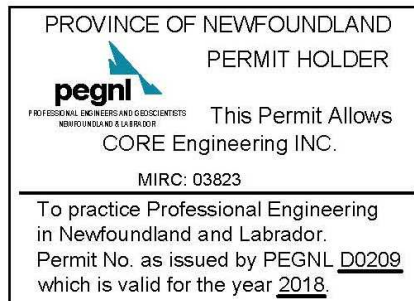 PROVINCE OF NEWFOUNDLAND
PERMIT HOLDER
pegnl
PROFESSIONAL ENGINEERS AND GEOSCIENTISTS
NEWFOUNDLAND & LABRADOR
This Permit Allows
CORE Engineering INC.
MIRC: 03823
To practice Professional Engineering
in Newfoundland and Labrador.
Permit No. as issued by PEGNL D0209
which is valid for the year 2018.